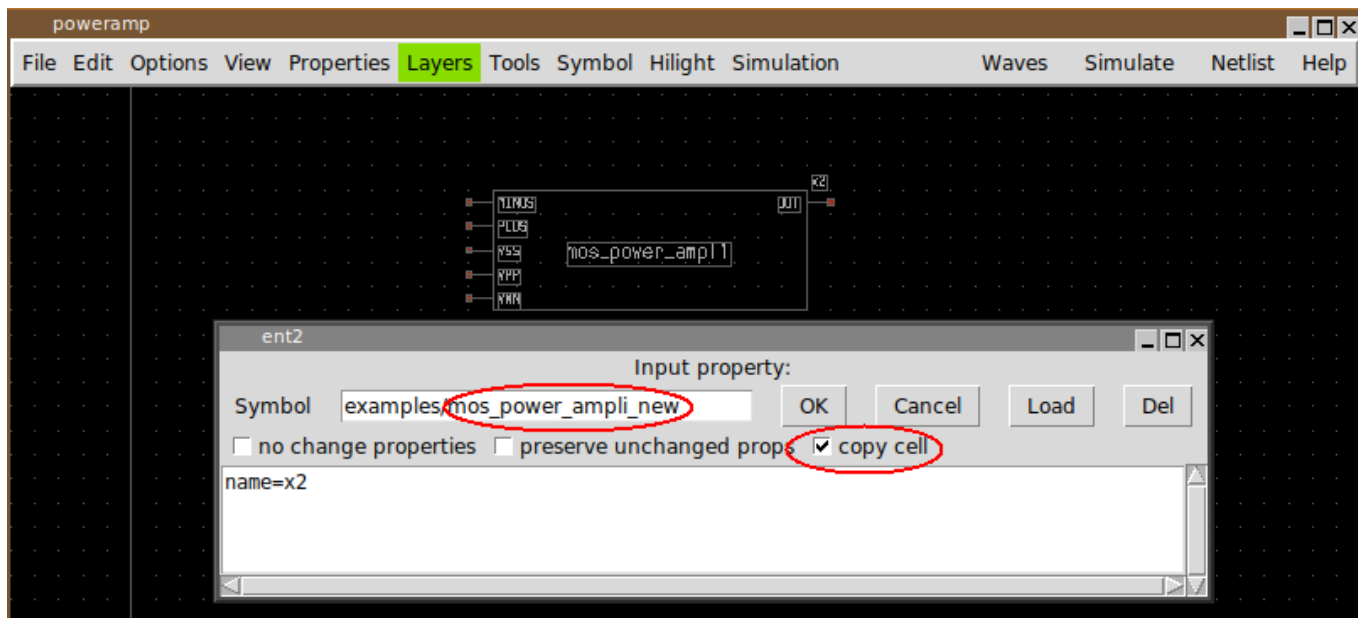 poweramp
File Edit Options View Properties Layers Tools Symbol Hilight Simulation Waves Simulate Netlist Help
x2
MINUS OUT
PLUS
VSS mos_power_ampl1
VPP
VNN
ent2
Input property:
Symbol examples/mos_power_ampli_new OK Cancel Load Del
no change properties preserve unchanged props copy cell
name=x2